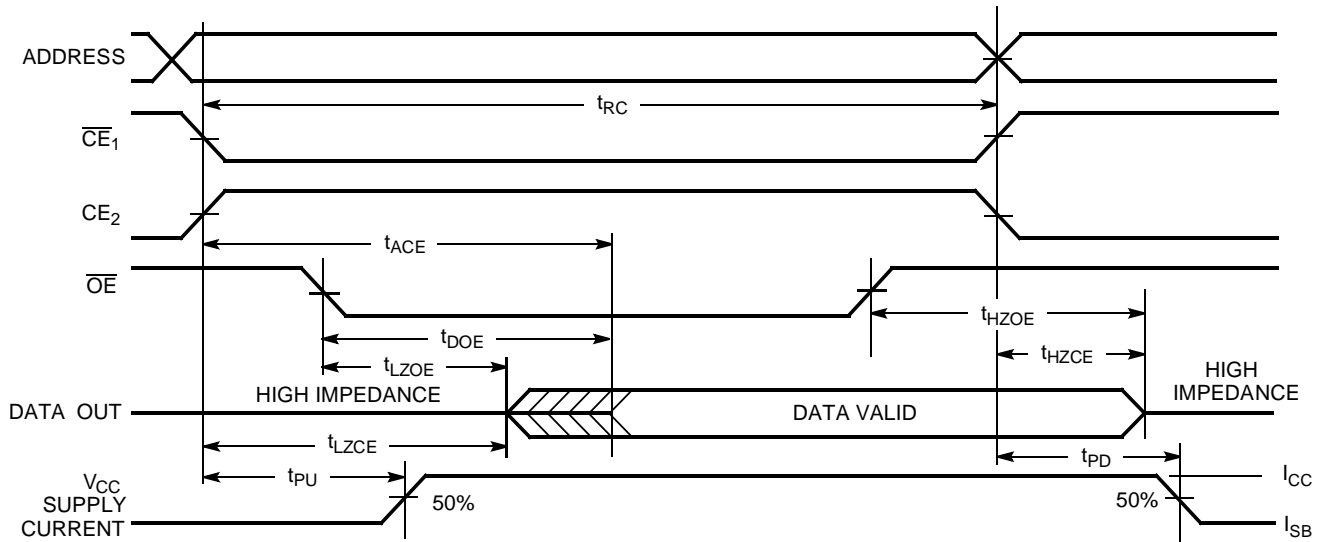 ADDRESS
tRC
CE1
CE2
tACE
OE
tHZOE
tDOE
tHZCE
tLZOE
HIGH IMPEDANCE
HIGH IMPEDANCE
DATA OUT
DATA VALID
tLZCE
tPD
tPU
VCC
SUPPLY
CURRENT
50%
50%
ICC
ISB